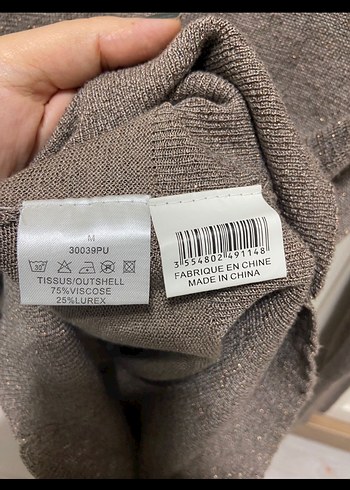 M
30039PU
30
TISSUS/OUTSHELL
75%VISCOSE
25%LUREX
3 554802 491148
FABRIQUE EN CHINE
MADE IN CHINA